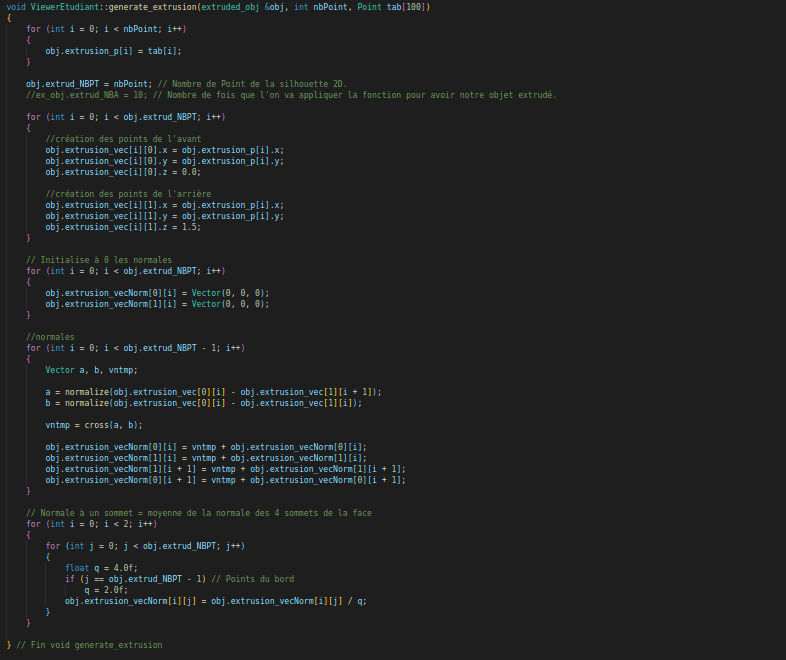 void ViewerEtudiant::generate_extrusion(extruded_obj &obj, int nbPoint, Point tab[100])
{
    for (int i = 0; i < nbPoint; i++)
    {
        obj.extrusion_p[i] = tab[i];
    }

    obj.extrud_NBPT = nbPoint; // Nombre de Point de la silhouette 2D.
    //ex_obj.extrud_NBA = 10; // Nombre de fois que l'on va appliquer la fonction pour avoir notre objet extrudé.

    for (int i = 0; i < obj.extrud_NBPT; i++)
    {
        //création des points de l'avant
        obj.extrusion_vec[i][0].x = obj.extrusion_p[i].x;
        obj.extrusion_vec[i][0].y = obj.extrusion_p[i].y;
        obj.extrusion_vec[i][0].z = 0.0;

        //création des points de l'arrière
        obj.extrusion_vec[i][1].x = obj.extrusion_p[i].x;
        obj.extrusion_vec[i][1].y = obj.extrusion_p[i].y;
        obj.extrusion_vec[i][1].z = 1.5;
    }

    // Initialise à 0 les normales
    for (int i = 0; i < obj.extrud_NBPT; i++)
    {
        obj.extrusion_vecNorm[0][i] = Vector(0, 0, 0);
        obj.extrusion_vecNorm[1][i] = Vector(0, 0, 0);
    }

    //normales
    for (int i = 0; i < obj.extrud_NBPT - 1; i++)
    {
        Vector a, b, vntmp;

        a = normalize(obj.extrusion_vec[0][i] - obj.extrusion_vec[1][i + 1]);
        b = normalize(obj.extrusion_vec[0][i] - obj.extrusion_vec[1][i]);

        vntmp = cross(a, b);

        obj.extrusion_vecNorm[0][i] = vntmp + obj.extrusion_vecNorm[0][i];
        obj.extrusion_vecNorm[1][i] = vntmp + obj.extrusion_vecNorm[1][i];
        obj.extrusion_vecNorm[1][i + 1] = vntmp + obj.extrusion_vecNorm[1][i + 1];
        obj.extrusion_vecNorm[0][i + 1] = vntmp + obj.extrusion_vecNorm[0][i + 1];
    }

    // Normale à un sommet = moyenne de la normale des 4 sommets de la face
    for (int i = 0; i < 2; i++)
    {
        for (int j = 0; j < obj.extrud_NBPT; j++)
        {
            float q = 4.0f;
            if (j == obj.extrud_NBPT - 1) // Points du bord
                q = 2.0f;
            obj.extrusion_vecNorm[i][j] = obj.extrusion_vecNorm[i][j] / q;
        }
    }

} // Fin void generate_extrusion